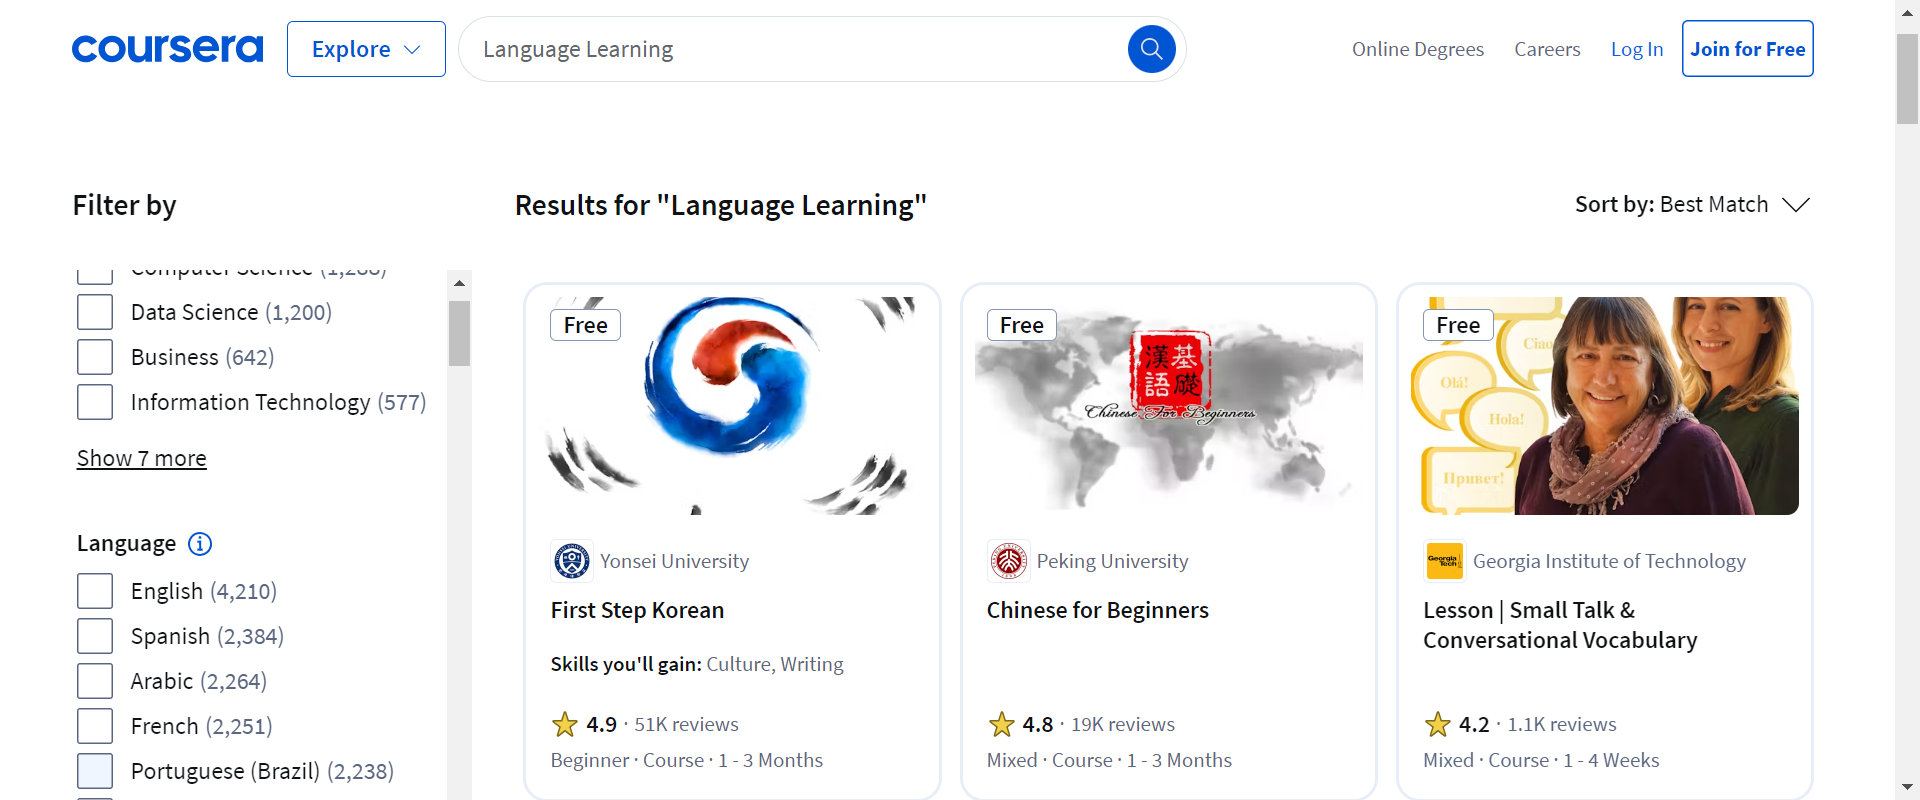 coursera
Explore
Language Learning
Online Degrees
Careers
Log In
Join for Free
Filter by
Results for "Language Learning"
Sort by: Best Match
Computer Science (1,288)
Data Science (1,200)
Business (642)
Information Technology (577)
Show 7 more
Language
English (4,210)
Spanish (2,384)
Arabic (2,264)
French (2,251)
Portuguese (Brazil) (2,238)
Free
Yonsei University
First Step Korean
Skills you'll gain: Culture, Writing
4.9 · 51K reviews
Beginner · Course · 1 - 3 Months
Free
基礎
漢語
Chinese For Beginners
Peking University
Chinese for Beginners
4.8 · 19K reviews
Mixed · Course · 1 - 3 Months
Free
Ciao
Olá!
Hola!
Привет!
Georgia Tech
Georgia Institute of Technology
Lesson | Small Talk &
Conversational Vocabulary
4.2 · 1.1K reviews
Mixed · Course · 1 - 4 Weeks